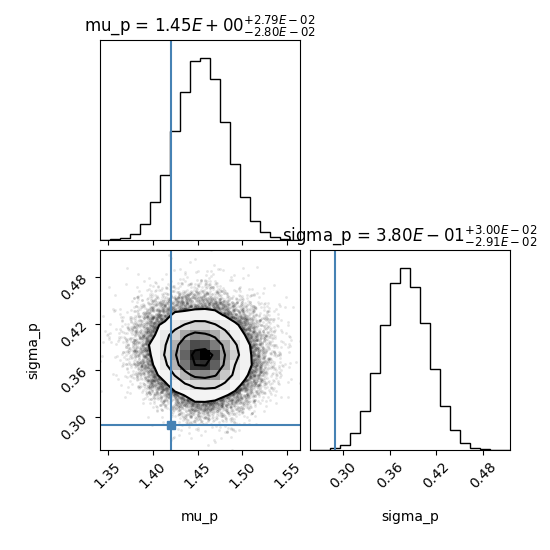 mu_p = 1.45E+00+2.79E−02
−2.80E−02
sigma_p = 3.80E−01+3.00E−02
−2.91E−02
sigma_p
0.48
0.42
0.36
0.30
1.35 1.40 1.45 1.50 1.55
mu_p
0.30 0.36 0.42 0.48
sigma_p